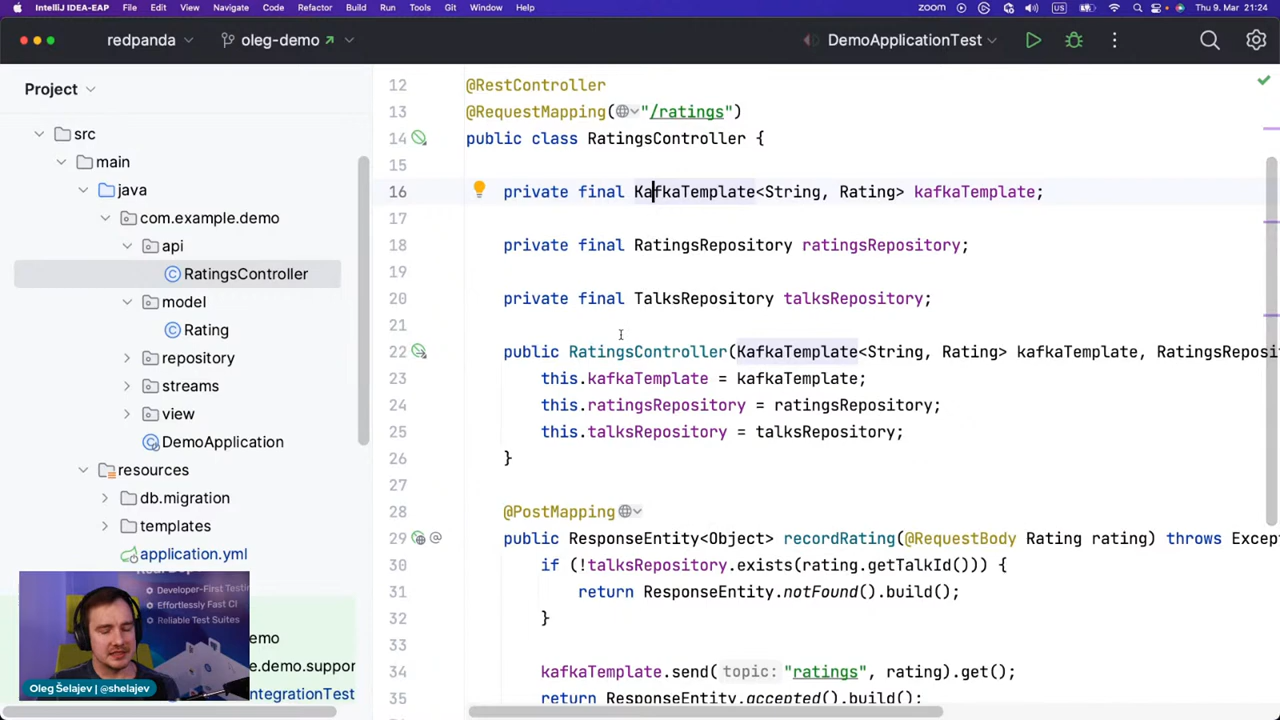 IntelliJ IDEA-EAP File Edit View Navigate Code Refactor Build Run Tools Git Window Help zoom US Thu 9. Mar 21:24
redpanda oleg-demo DemoApplicationTest
Project
src
main
java
com.example.demo
api
RatingsController
model
Rating
repository
streams
view
DemoApplication
resources
db.migration
templates
application.yml
emo
e.demo.suppor
IntegrationTest
Developer-First Testin
Effortlessly Fast CI
Reliable Test Suites
Oleg Šelajev | @shelajev
12 @RestController
13 @RequestMapping("/ratings")
14 public class RatingsController {
15
16 private final KafkaTemplate<String, Rating> kafkaTemplate;
17
18 private final RatingsRepository ratingsRepository;
19
20 private final TalksRepository talksRepository;
21
22 public RatingsController(KafkaTemplate<String, Rating> kafkaTemplate, RatingsReposi
23 this.kafkaTemplate = kafkaTemplate;
24 this.ratingsRepository = ratingsRepository;
25 this.talksRepository = talksRepository;
26 }
27
28 @PostMapping
29 public ResponseEntity<Object> recordRating(@RequestBody Rating rating) throws Excep
30 if (!talksRepository.exists(rating.getTalkId())) {
31 return ResponseEntity.notFound().build();
32 }
33
34 kafkaTemplate.send( topic: "ratings", rating).get();
35 return ResponseEntity.accepted().build();